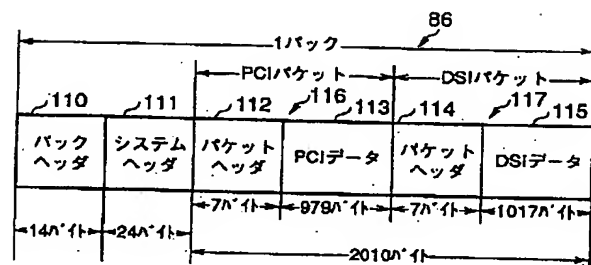 1パック 86
PCIパケット DSIパケット
110 111 112 116 113 114 117 115
パック
ヘッダ
システム
ヘッダ
パケット
ヘッダ
PCIデータ
パケット
ヘッダ
DSIデータ
14バイト 24バイト 7バイト 979バイト 7バイト 1017バイト
2010バイト